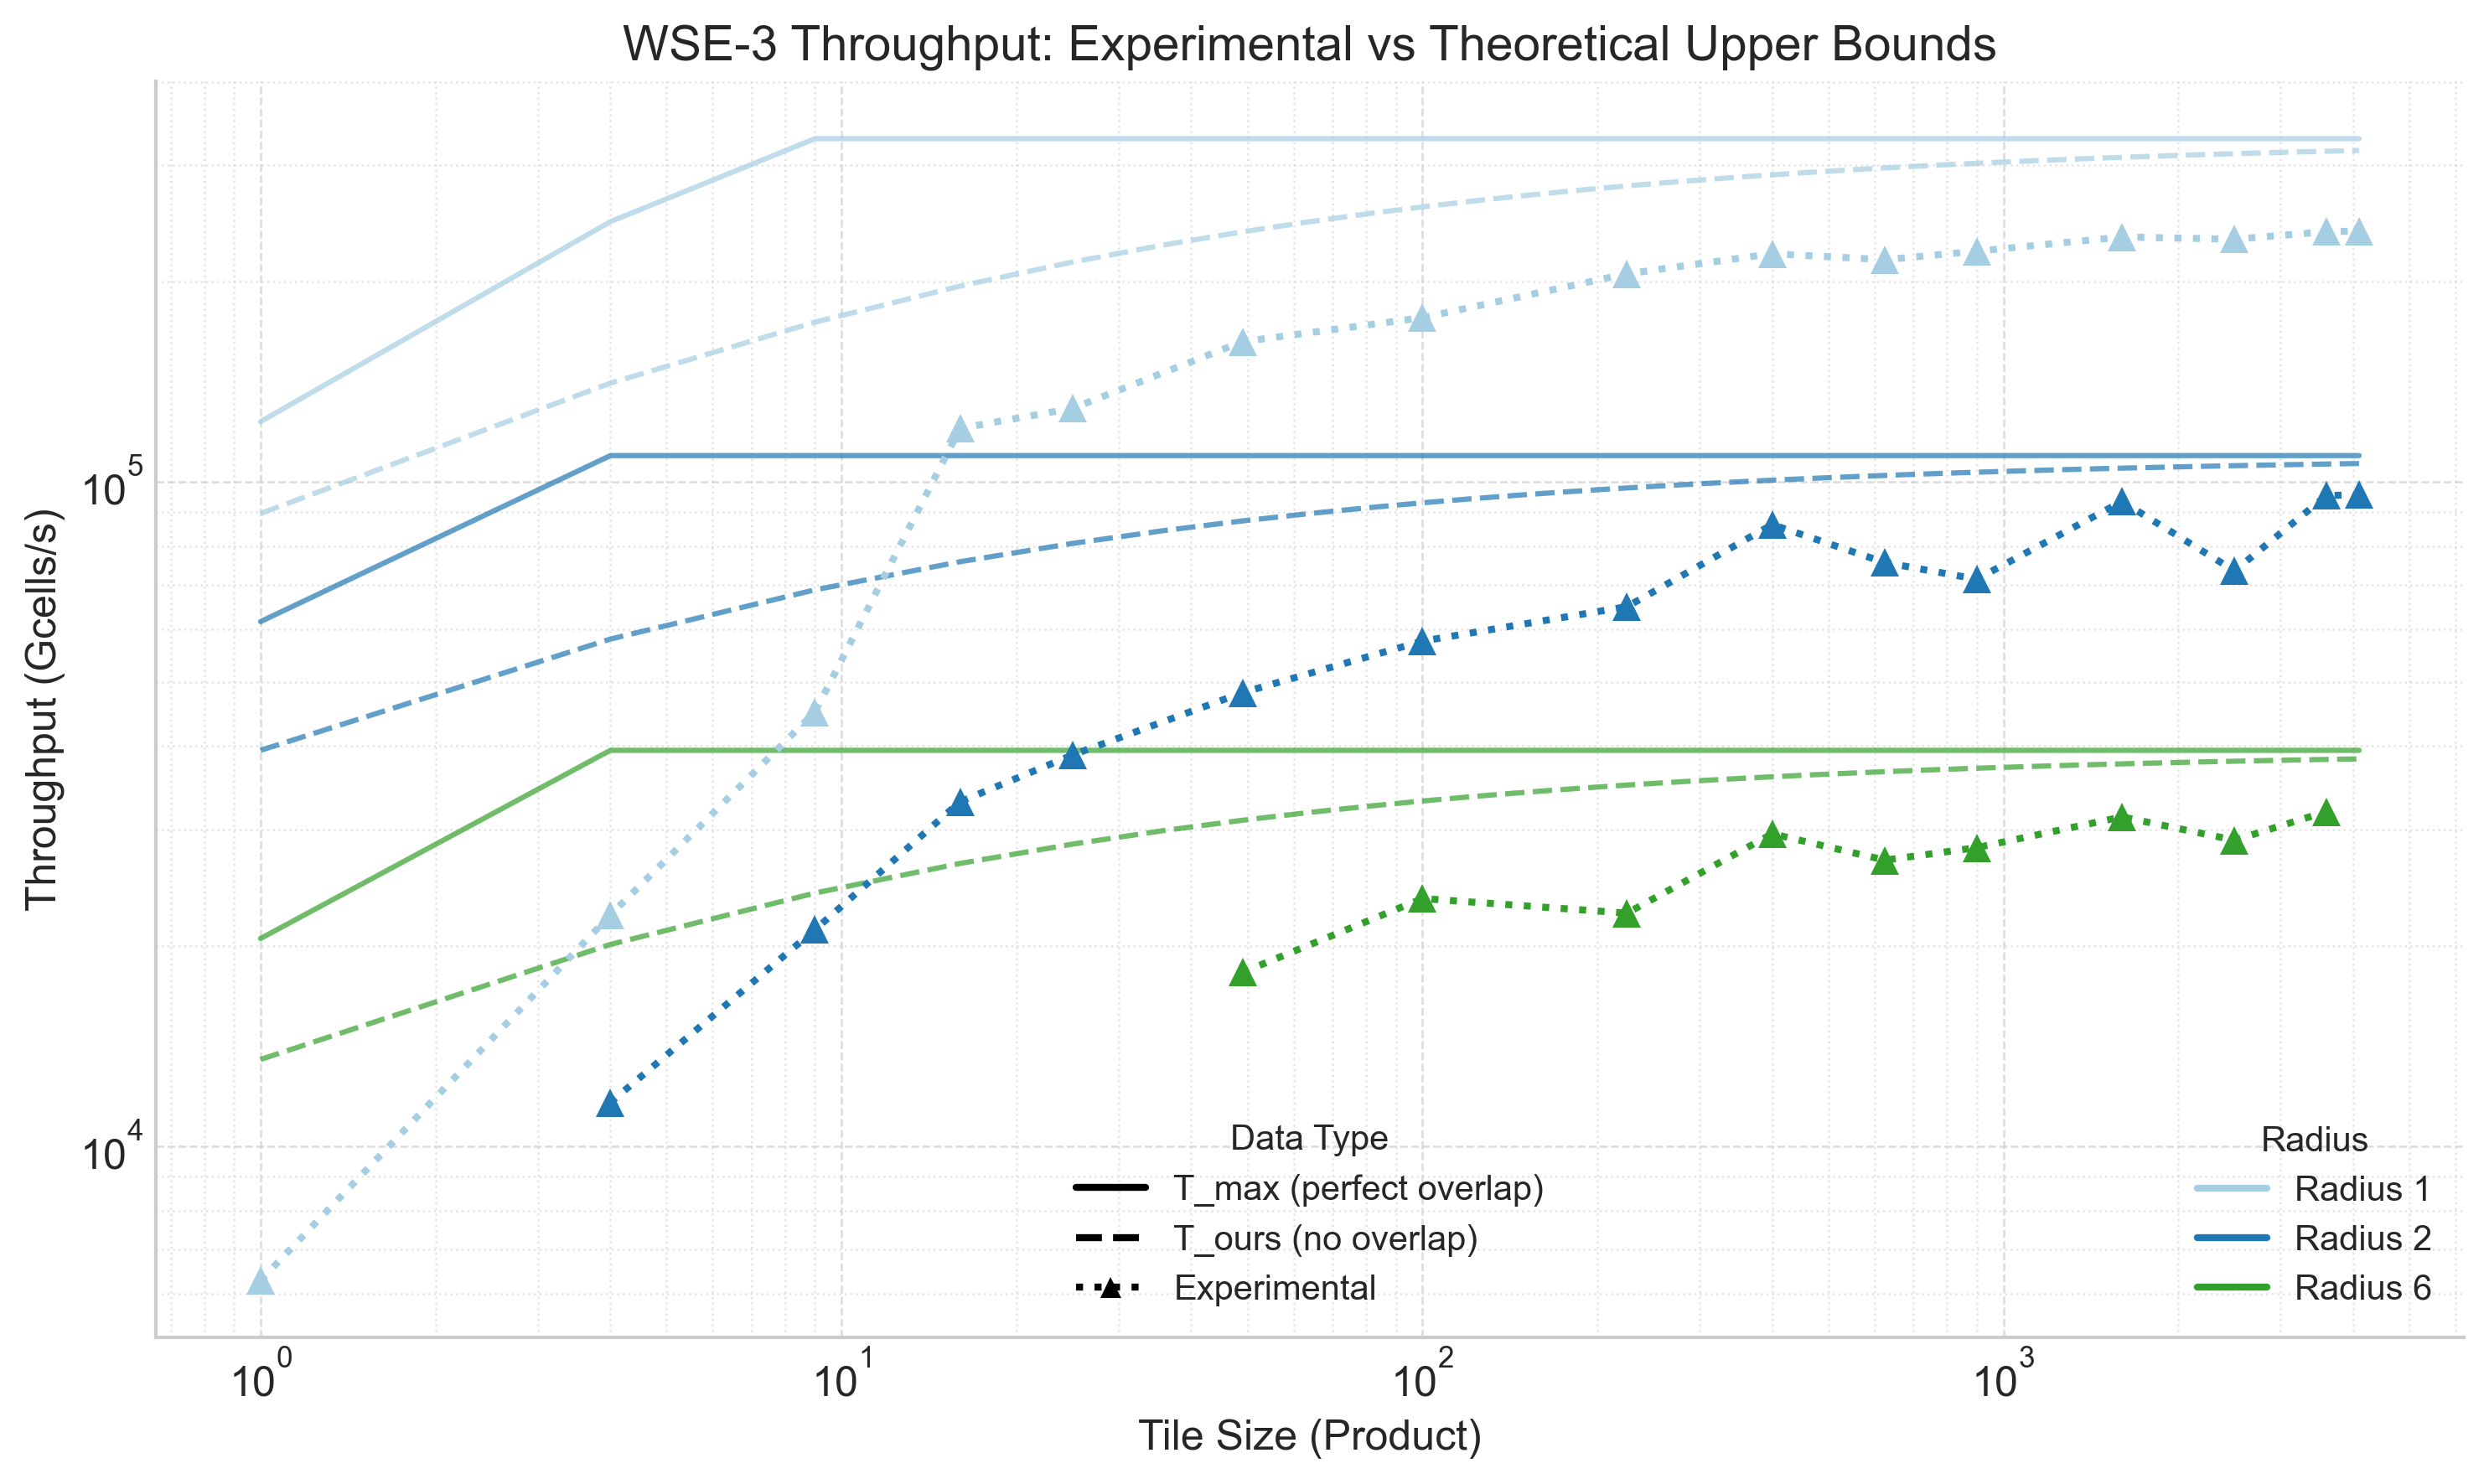 WSE-3 Throughput: Experimental vs Theoretical Upper Bounds
Throughput (Gcells/s)
10^5
10^4
Data Type
T_max (perfect overlap)
T_ours (no overlap)
Experimental
Radius
Radius 1
Radius 2
Radius 6
10^0 10^1 10^2 10^3
Tile Size (Product)